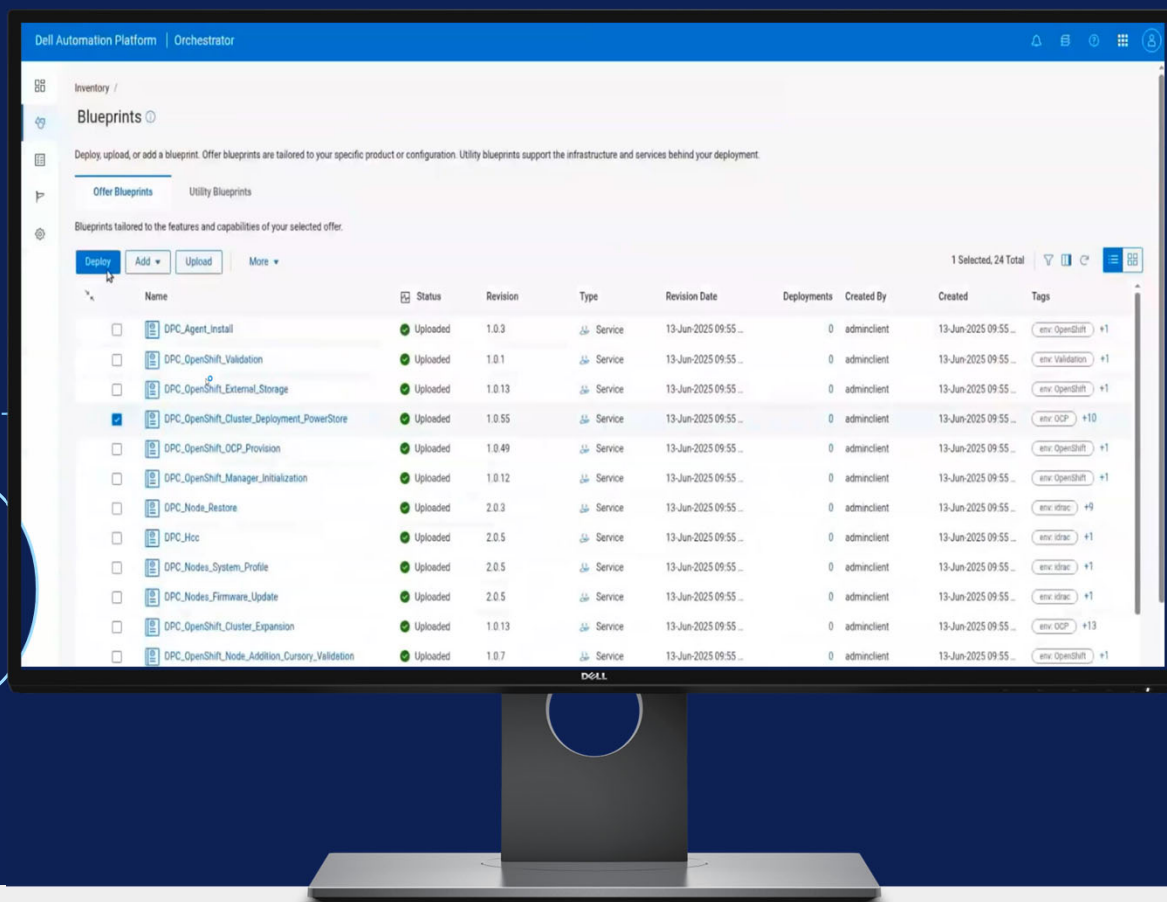 Dell Automation Platform | Orchestrator
Inventory /
Blueprints
Deploy, upload, or add a blueprint. Offer blueprints are tailored to your specific product or configuration. Utility blueprints support the infrastructure and services behind your deployment.
Offer Blueprints Utility Blueprints
Blueprints tailored to the features and capabilities of your selected offer.
Deploy Add Upload More 1 Selected, 24 Total
Name Status Revision Type Revision Date Deployments Created By Created Tags
DPC_Agent_Install Uploaded 1.0.3 Service 13-Jun-2025 09:55 ... 0 adminclient 13-Jun-2025 09:55 ... env: OpenShift +1
DPC_OpenShift_Validation Uploaded 1.0.1 Service 13-Jun-2025 09:55 ... 0 adminclient 13-Jun-2025 09:55 ... env: Validation +1
DPC_OpenShift_External_Storage Uploaded 1.0.13 Service 13-Jun-2025 09:55 ... 0 adminclient 13-Jun-2025 09:55 ... env: OpenShift +1
DPC_OpenShift_Cluster_Deployment_PowerStore Uploaded 1.0.55 Service 13-Jun-2025 09:55 ... 0 adminclient 13-Jun-2025 09:55 ... env: OCP +10
DPC_OpenShift_OCP_Provision Uploaded 1.0.49 Service 13-Jun-2025 09:55 ... 0 adminclient 13-Jun-2025 09:55 ... env: OpenShift +1
DPC_OpenShift_Manager_Initialization Uploaded 1.0.12 Service 13-Jun-2025 09:55 ... 0 adminclient 13-Jun-2025 09:55 ... env: OpenShift +1
DPC_Node_Restore Uploaded 2.0.3 Service 13-Jun-2025 09:55 ... 0 adminclient 13-Jun-2025 09:55 ... env: idrac +9
DPC_Hcc Uploaded 2.0.5 Service 13-Jun-2025 09:55 ... 0 adminclient 13-Jun-2025 09:55 ... env: idrac +1
DPC_Nodes_System_Profile Uploaded 2.0.5 Service 13-Jun-2025 09:55 ... 0 adminclient 13-Jun-2025 09:55 ... env: idrac +1
DPC_Nodes_Firmware_Update Uploaded 2.0.5 Service 13-Jun-2025 09:55 ... 0 adminclient 13-Jun-2025 09:55 ... env: idrac +1
DPC_OpenShift_Cluster_Expansion Uploaded 1.0.13 Service 13-Jun-2025 09:55 ... 0 adminclient 13-Jun-2025 09:55 ... env: OCP +13
DPC_OpenShift_Node_Addition_Cursory_Validation Uploaded 1.0.7 Service 13-Jun-2025 09:55 ... 0 adminclient 13-Jun-2025 09:55 ... env: OpenShift +1
DELL